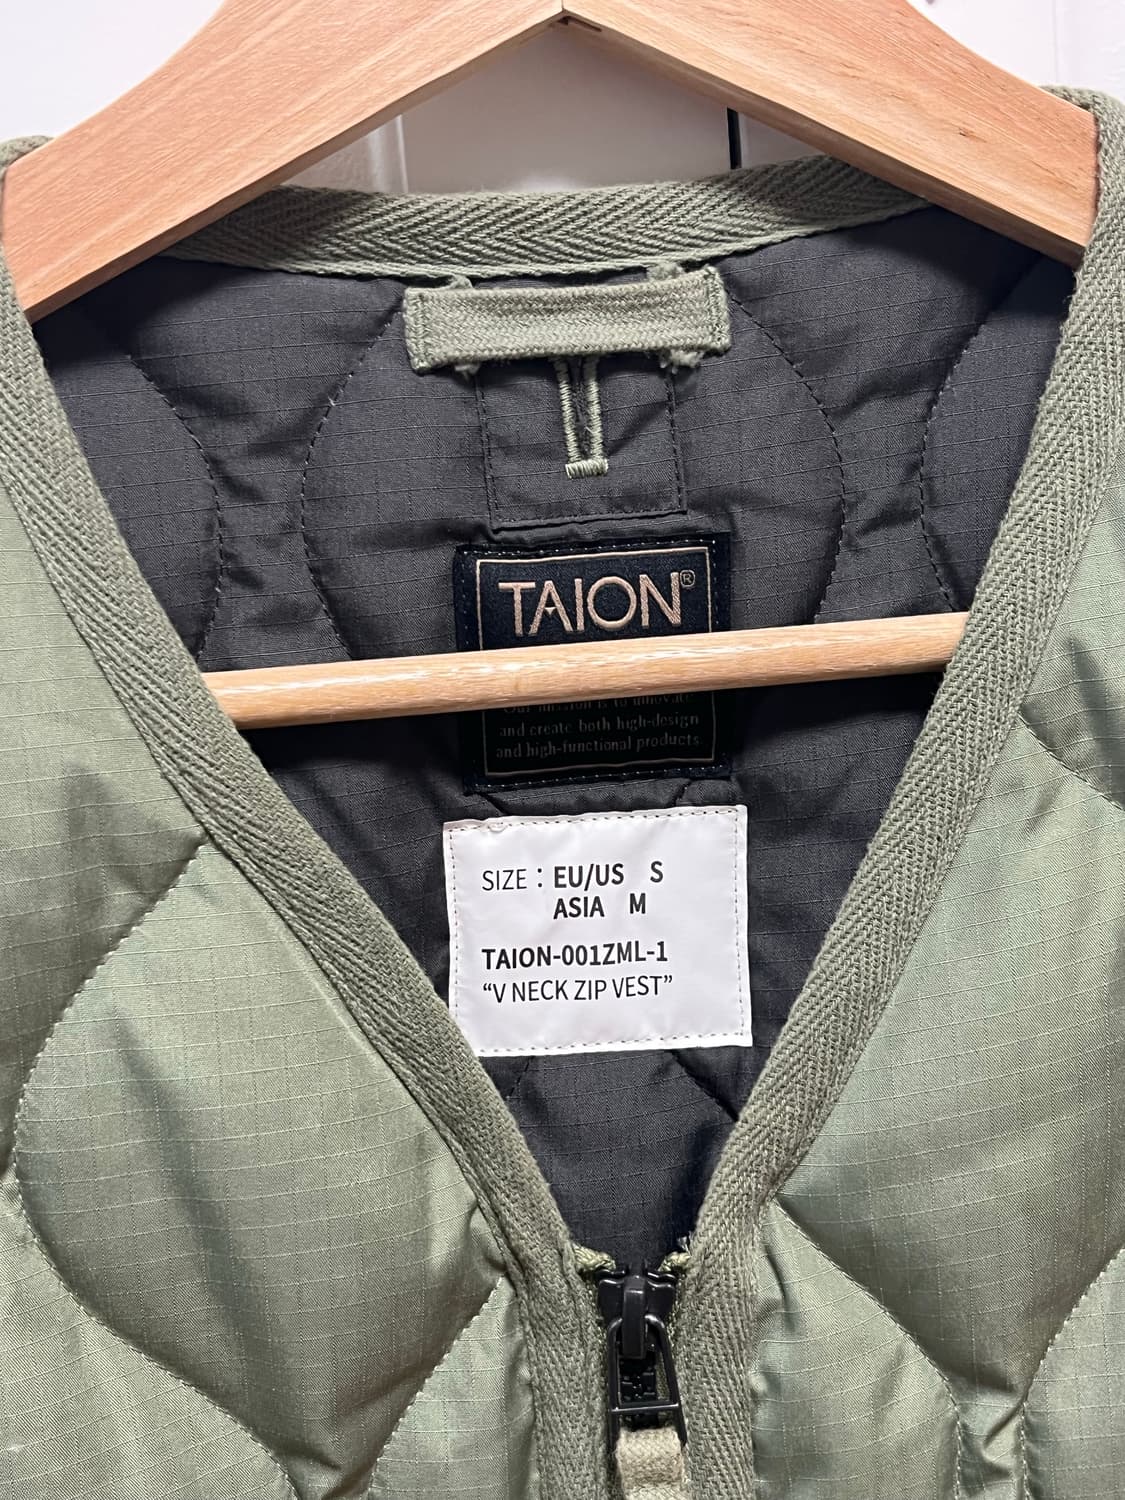 TAION®
Our mission is to innovate
and create both high-design
and high-functional products.
SIZE : EU/US S
ASIA M
TAION-001ZML-1
“V NECK ZIP VEST”